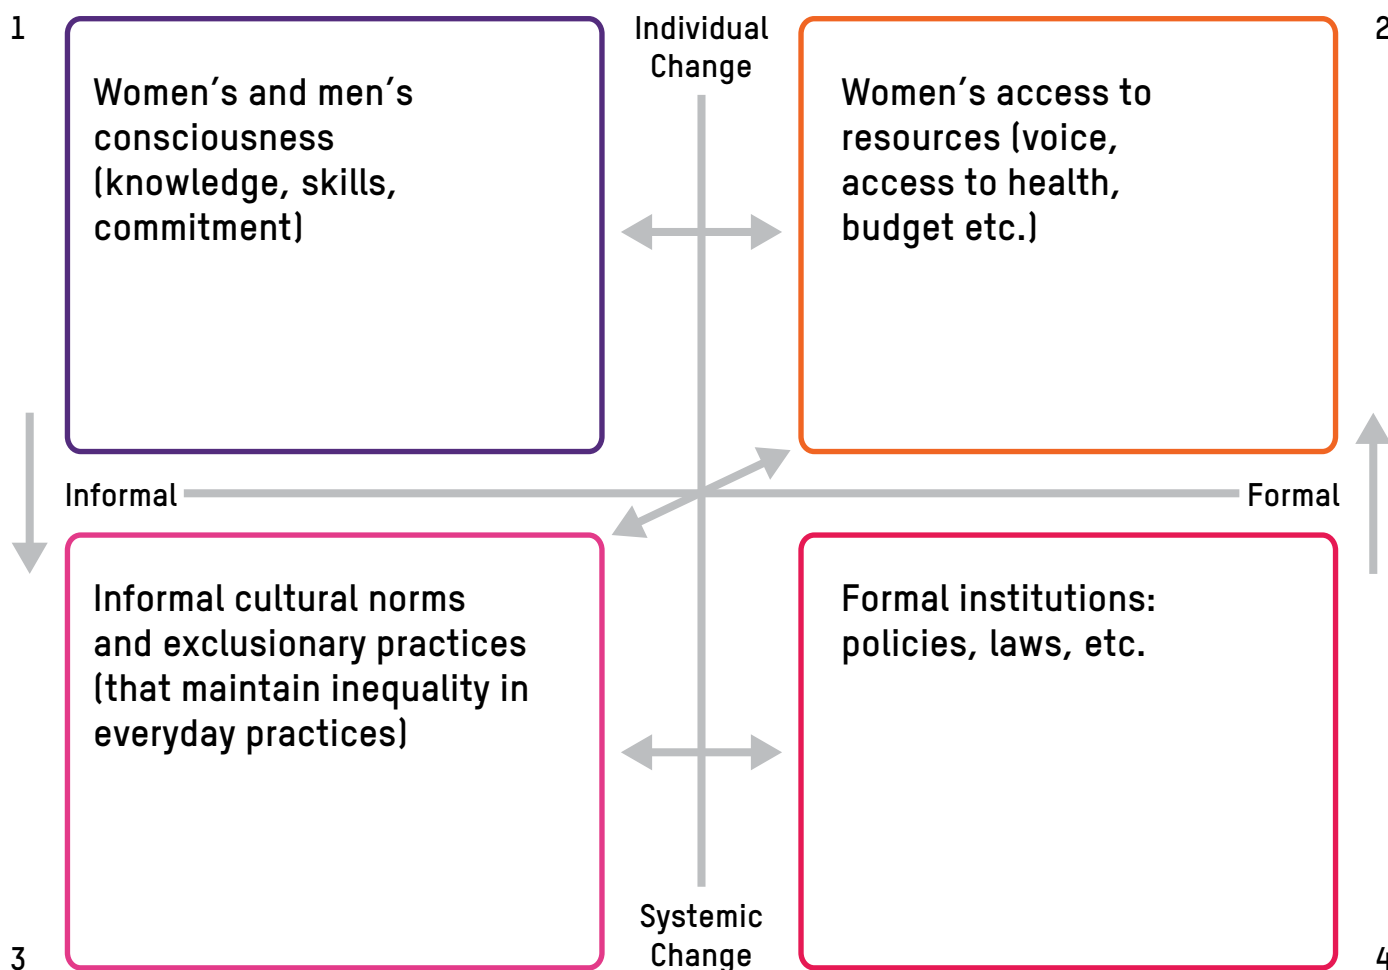 1
Women's and men's
consciousness
(knowledge, skills,
commitment)
Individual
Change
2
Women's access to
resources (voice,
access to health,
budget etc.)
Informal
Formal
Informal cultural norms
and exclusionary practices
(that maintain inequality in
everyday practices)
Formal institutions:
policies, laws, etc.
Systemic
Change
3
4